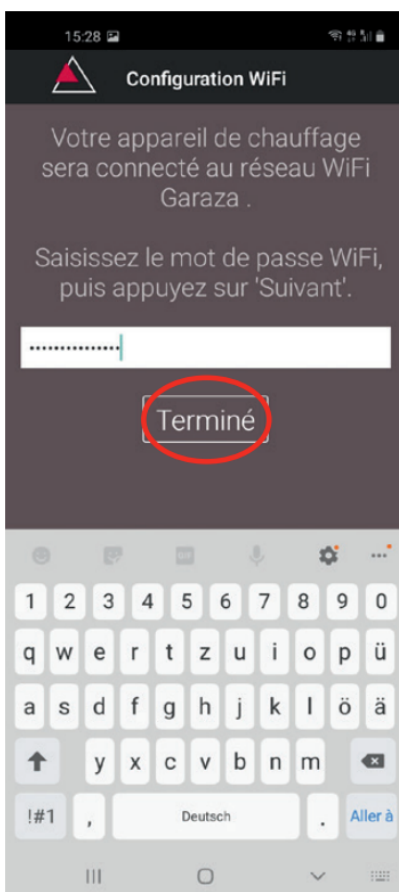 15:28
Configuration WiFi
Votre appareil de chauffage
sera connecté au réseau WiFi
Garaza .
Saisissez le mot de passe WiFi,
puis appuyez sur 'Suivant'.
•••••••••••••••
Terminé
GIF
1 2 3 4 5 6 7 8 9 0
q w e r t z u i o p ü
a s d f g h j k l ö ä
y x c v b n m
!#1 , Deutsch . Aller à